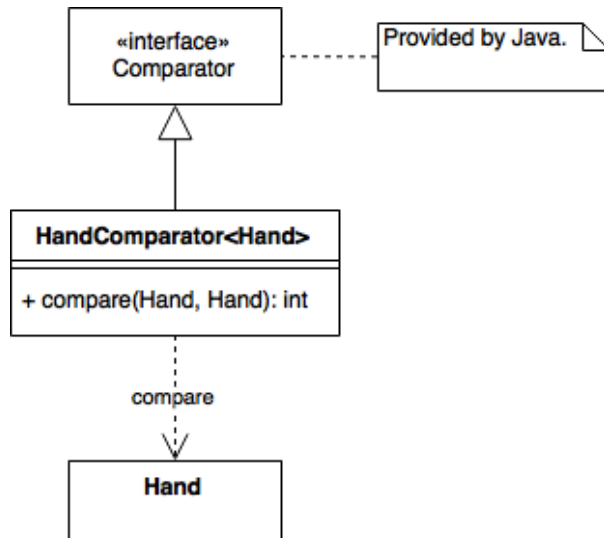 «interface»
Comparator
Provided by Java.
HandComparator<Hand>
+ compare(Hand, Hand): int
compare
Hand